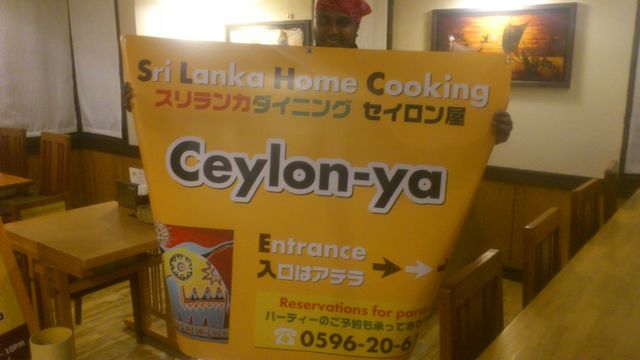 Sri Lanka Home Cooking
スリランカダイニング セイロン屋
Ceylon-ya
Entrance
入口はアチラ
Reservations for
パーティーのご予約も承ってお
☎ 0596-20-6
10PM